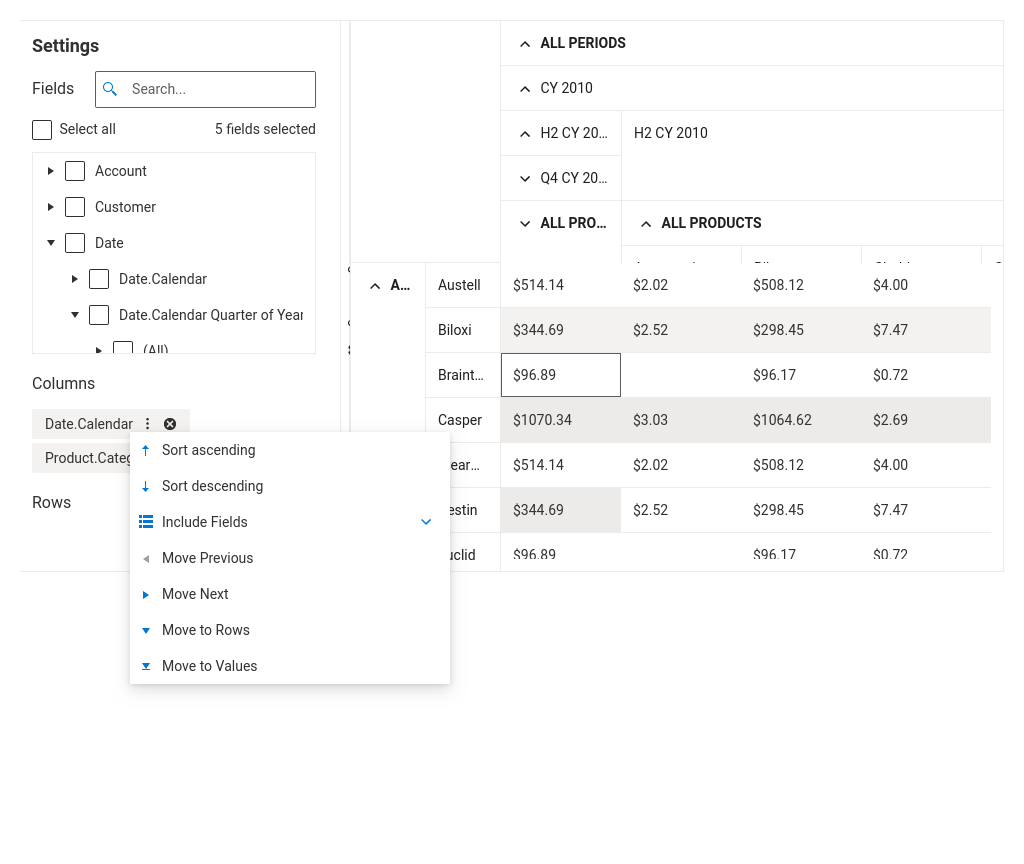 Settings
Fields
Search...
Select all
5 fields selected
Account
Customer
Date
Date.Calendar
Date.Calendar Quarter of Year
(All)
Columns
Date.Calendar
Product.Categ
Rows
Sort ascending
Sort descending
Include Fields
Move Previous
Move Next
Move to Rows
Move to Values
ALL PERIODS
CY 2010
H2 CY 20... H2 CY 2010
Q4 CY 20...
ALL PRO... ALL PRODUCTS
A... Austell $514.14 $2.02 $508.12 $4.00
Biloxi $344.69 $2.52 $298.45 $7.47
Braint... $96.89 $96.17 $0.72
Casper $1070.34 $3.03 $1064.62 $2.69
ear... $514.14 $2.02 $508.12 $4.00
estin $344.69 $2.52 $298.45 $7.47
uclid $96.89 $96.17 $0.72